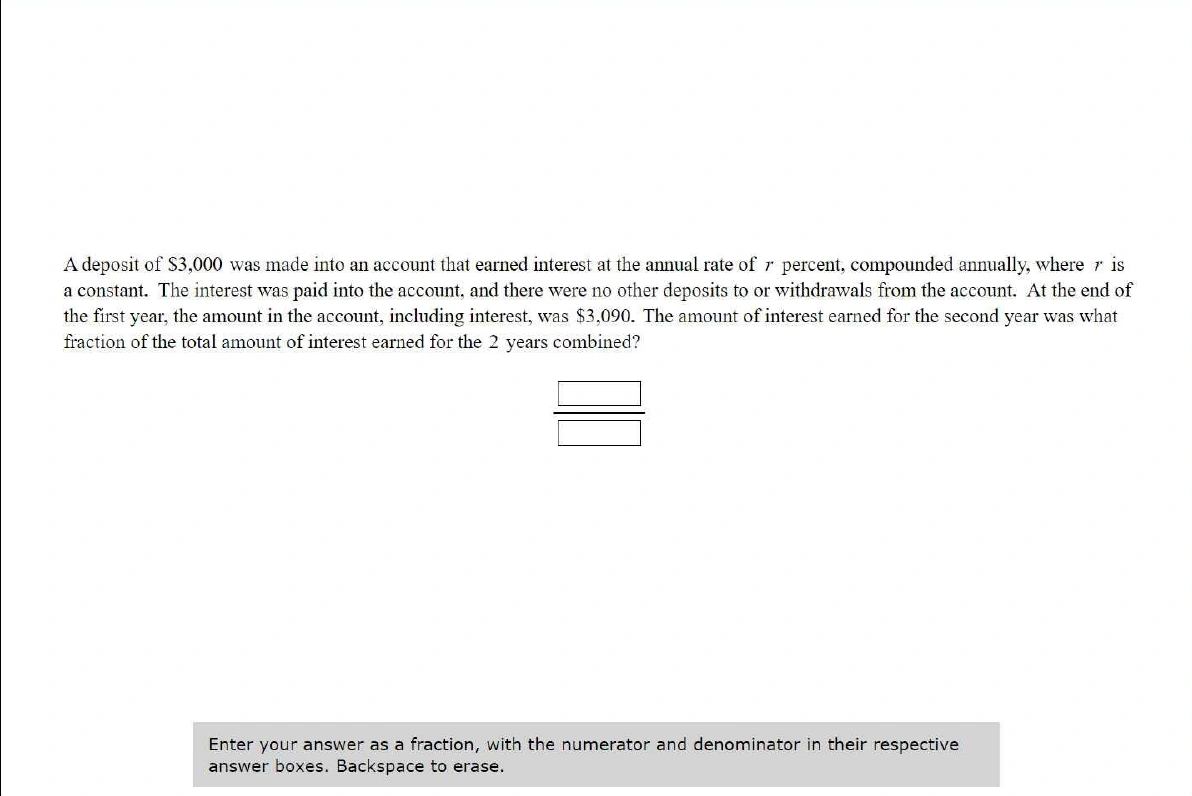 A deposit of $3,000 was made into an account that earned interest at the annual rate of r percent, compounded annually, where r is
a constant. The interest was paid into the account, and there were no other deposits to or withdrawals from the account. At the end of
the first year, the amount in the account, including interest, was $3,090. The amount of interest earned for the second year was what
fraction of the total amount of interest earned for the 2 years combined?
Enter your answer as a fraction, with the numerator and denominator in their respective
answer boxes. Backspace to erase.